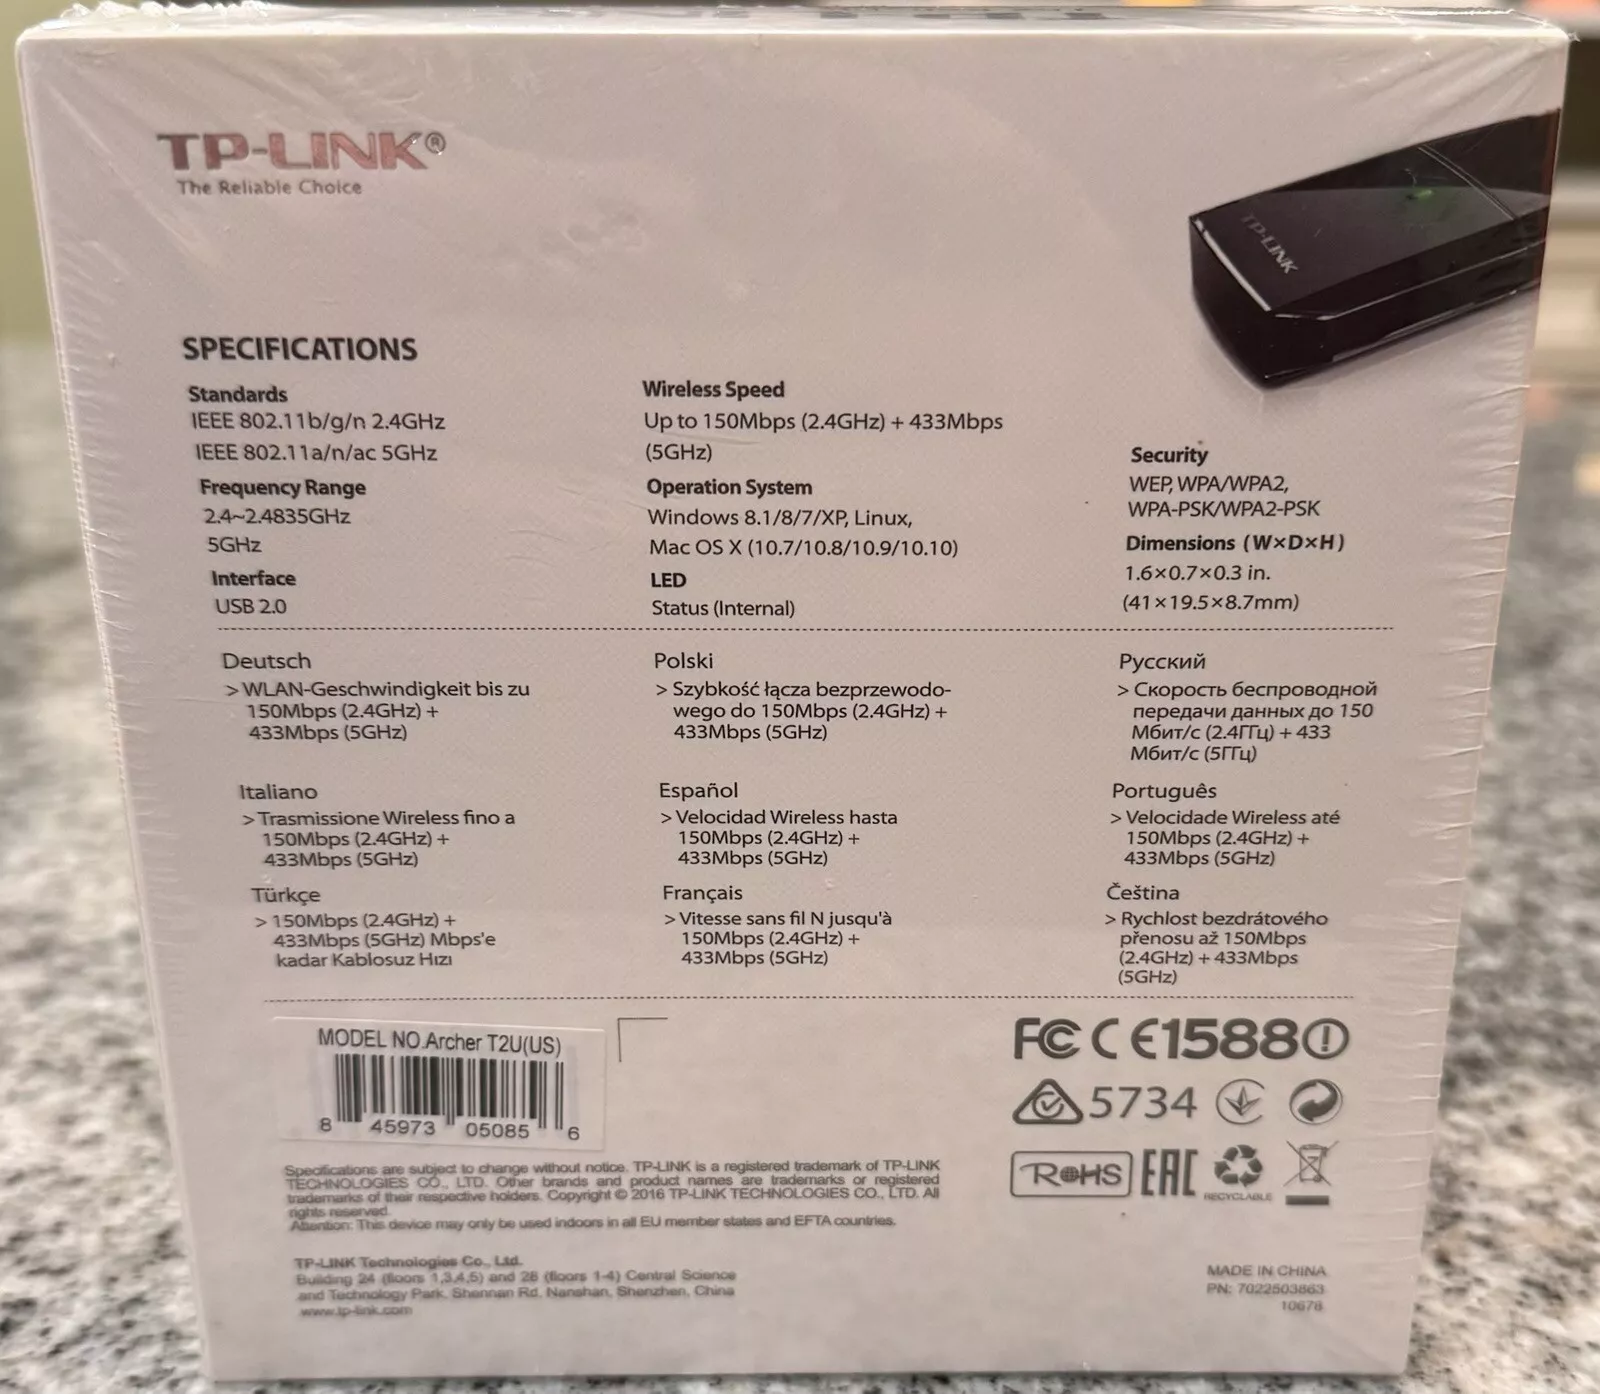 TP-LINK®
The Reliable Choice
TP-LINK
SPECIFICATIONS
Standards
IEEE 802.11b/g/n 2.4GHz
IEEE 802.11a/n/ac 5GHz
Frequency Range
2.4~2.4835GHz
5GHz
Interface
USB 2.0
Wireless Speed
Up to 150Mbps (2.4GHz) + 433Mbps
(5GHz)
Operation System
Windows 8.1/8/7/XP, Linux,
Mac OS X (10.7/10.8/10.9/10.10)
LED
Status (Internal)
Security
WEP, WPA/WPA2,
WPA-PSK/WPA2-PSK
Dimensions (W×D×H)
1.6×0.7×0.3 in.
(41×19.5×8.7mm)
Deutsch
> WLAN-Geschwindigkeit bis zu
150Mbps (2.4GHz) +
433Mbps (5GHz)
Polski
> Szybkość łącza bezprzewodo-
wego do 150Mbps (2.4GHz) +
433Mbps (5GHz)
Русский
> Скорость беспроводной
передачи данных до 150
Мбит/с (2.4ГГц) + 433
Мбит/с (5ГГц)
Italiano
> Trasmissione Wireless fino a
150Mbps (2.4GHz) +
433Mbps (5GHz)
Español
> Velocidad Wireless hasta
150Mbps (2.4GHz) +
433Mbps (5GHz)
Português
> Velocidade Wireless até
150Mbps (2.4GHz) +
433Mbps (5GHz)
Türkçe
> 150Mbps (2.4GHz) +
433Mbps (5GHz) Mbps'e
kadar Kablosuz Hızı
Français
> Vitesse sans fil N jusqu'à
150Mbps (2.4GHz) +
433Mbps (5GHz)
Čeština
> Rychlost bezdrátového
přenosu až 150Mbps
(2.4GHz) + 433Mbps
(5GHz)
MODEL NO.Archer T2U(US)
8 45973 05085 6
FC CE1588
5734
RoHS EAC RECYCLABLE
Specifications are subject to change without notice. TP-LINK is a registered trademark of TP-LINK
TECHNOLOGIES CO., LTD. Other brands and product names are trademarks or registered
trademarks of their respective holders. Copyright © 2016 TP-LINK TECHNOLOGIES CO., LTD. All
rights reserved.
Attention: This device may only be used indoors in all EU member states and EFTA countries.
TP-LINK Technologies Co., Ltd.
Building 24 (floors 1,3,4,5) and 28 (floors 1-4) Central Science
and Technology Park, Shennan Rd, Nanshan, Shenzhen, China
www.tp-link.com
MADE IN CHINA
PN: 7022503863
10678